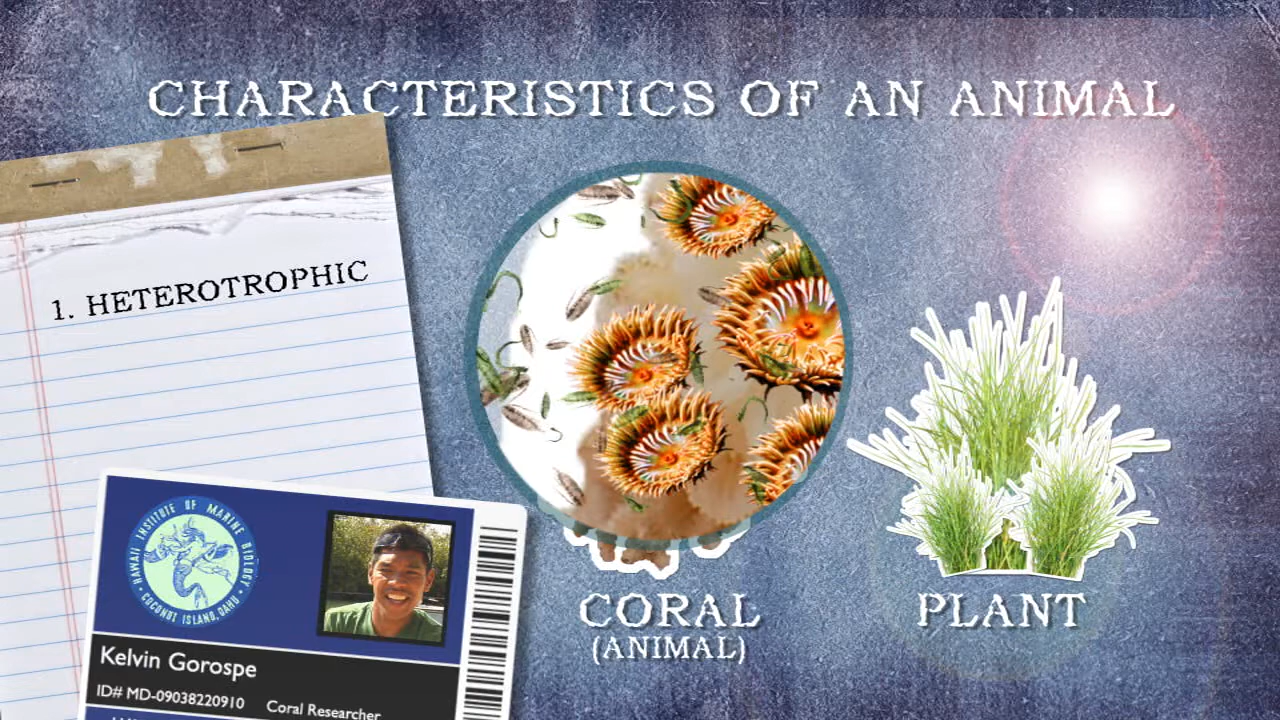 CHARACTERISTICS OF AN ANIMAL
1. HETEROTROPHIC
HAWAII INSTITUTE OF MARINE BIOLOGY
COCONUT ISLAND, OAHU
Kelvin Gorospe
ID# MD-09038220910
Coral Researcher
CORAL
(ANIMAL)
PLANT